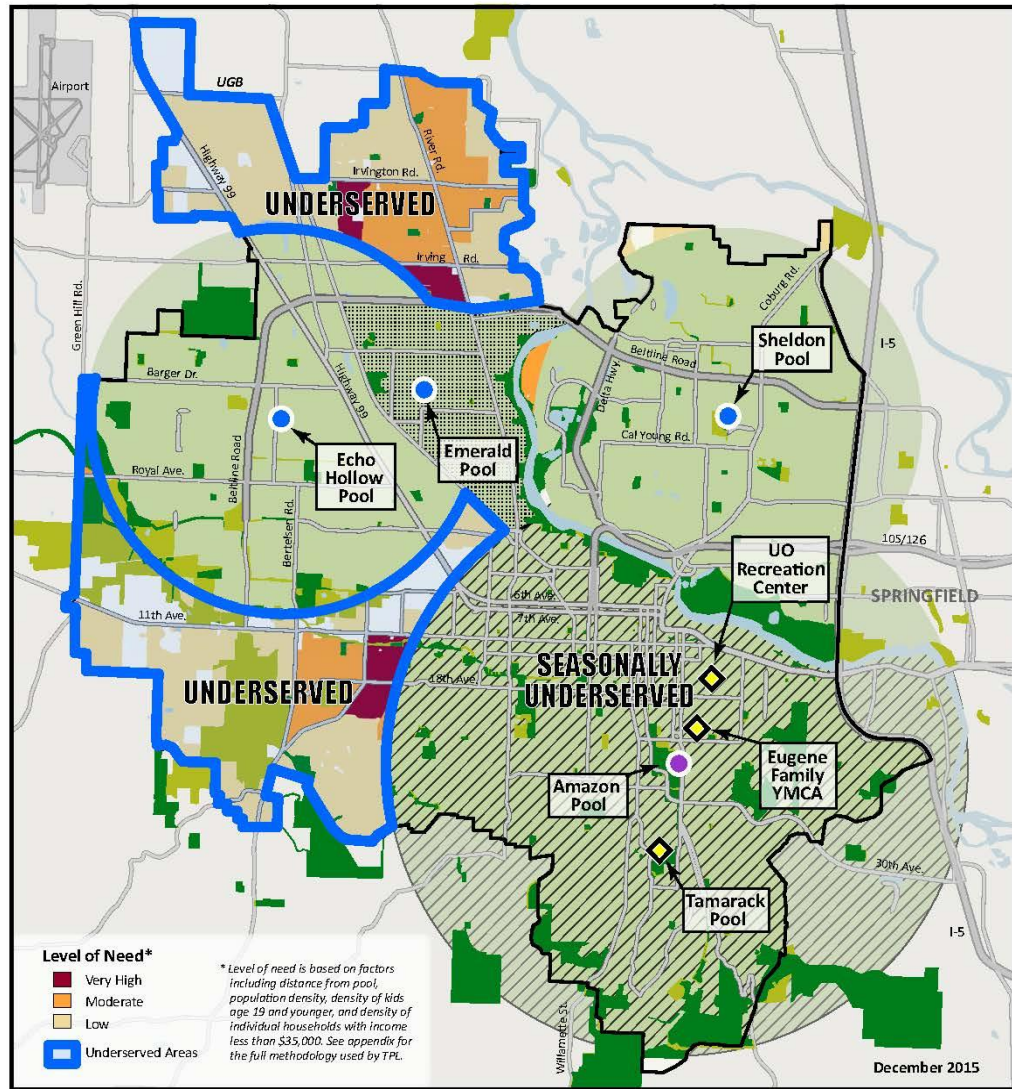 Airport
UGB
Highway 99
River Rd.
Irvington Rd.
UNDERSERVED
Irving Rd.
Green Hill Rd.
Coburg Rd.
I-5
Sheldon
Pool
Beltline Road
Delta Hwy.
Barger Dr.
Highway 99
Cal Young Rd.
Emerald
Pool
Echo
Hollow
Pool
Beltline Road
Royal Ave.
Bertelsen Rd.
105/126
UO
Recreation
Center
SPRINGFIELD
6th Ave.
7th Ave.
11th Ave.
SEASONALLY
UNDERSERVED
18th Ave.
UNDERSERVED
Eugene
Family
YMCA
Amazon
Pool
30th Ave.
Tamarack
Pool
I-5
Willamette St.
Level of Need*
Very High
Moderate
Low
Underserved Areas
* Level of need is based on factors
including distance from pool,
population density, density of kids
age 19 and younger, and density of
individual households with income
less than $35,000. See appendix for
the full methodology used by TPL.
December 2015